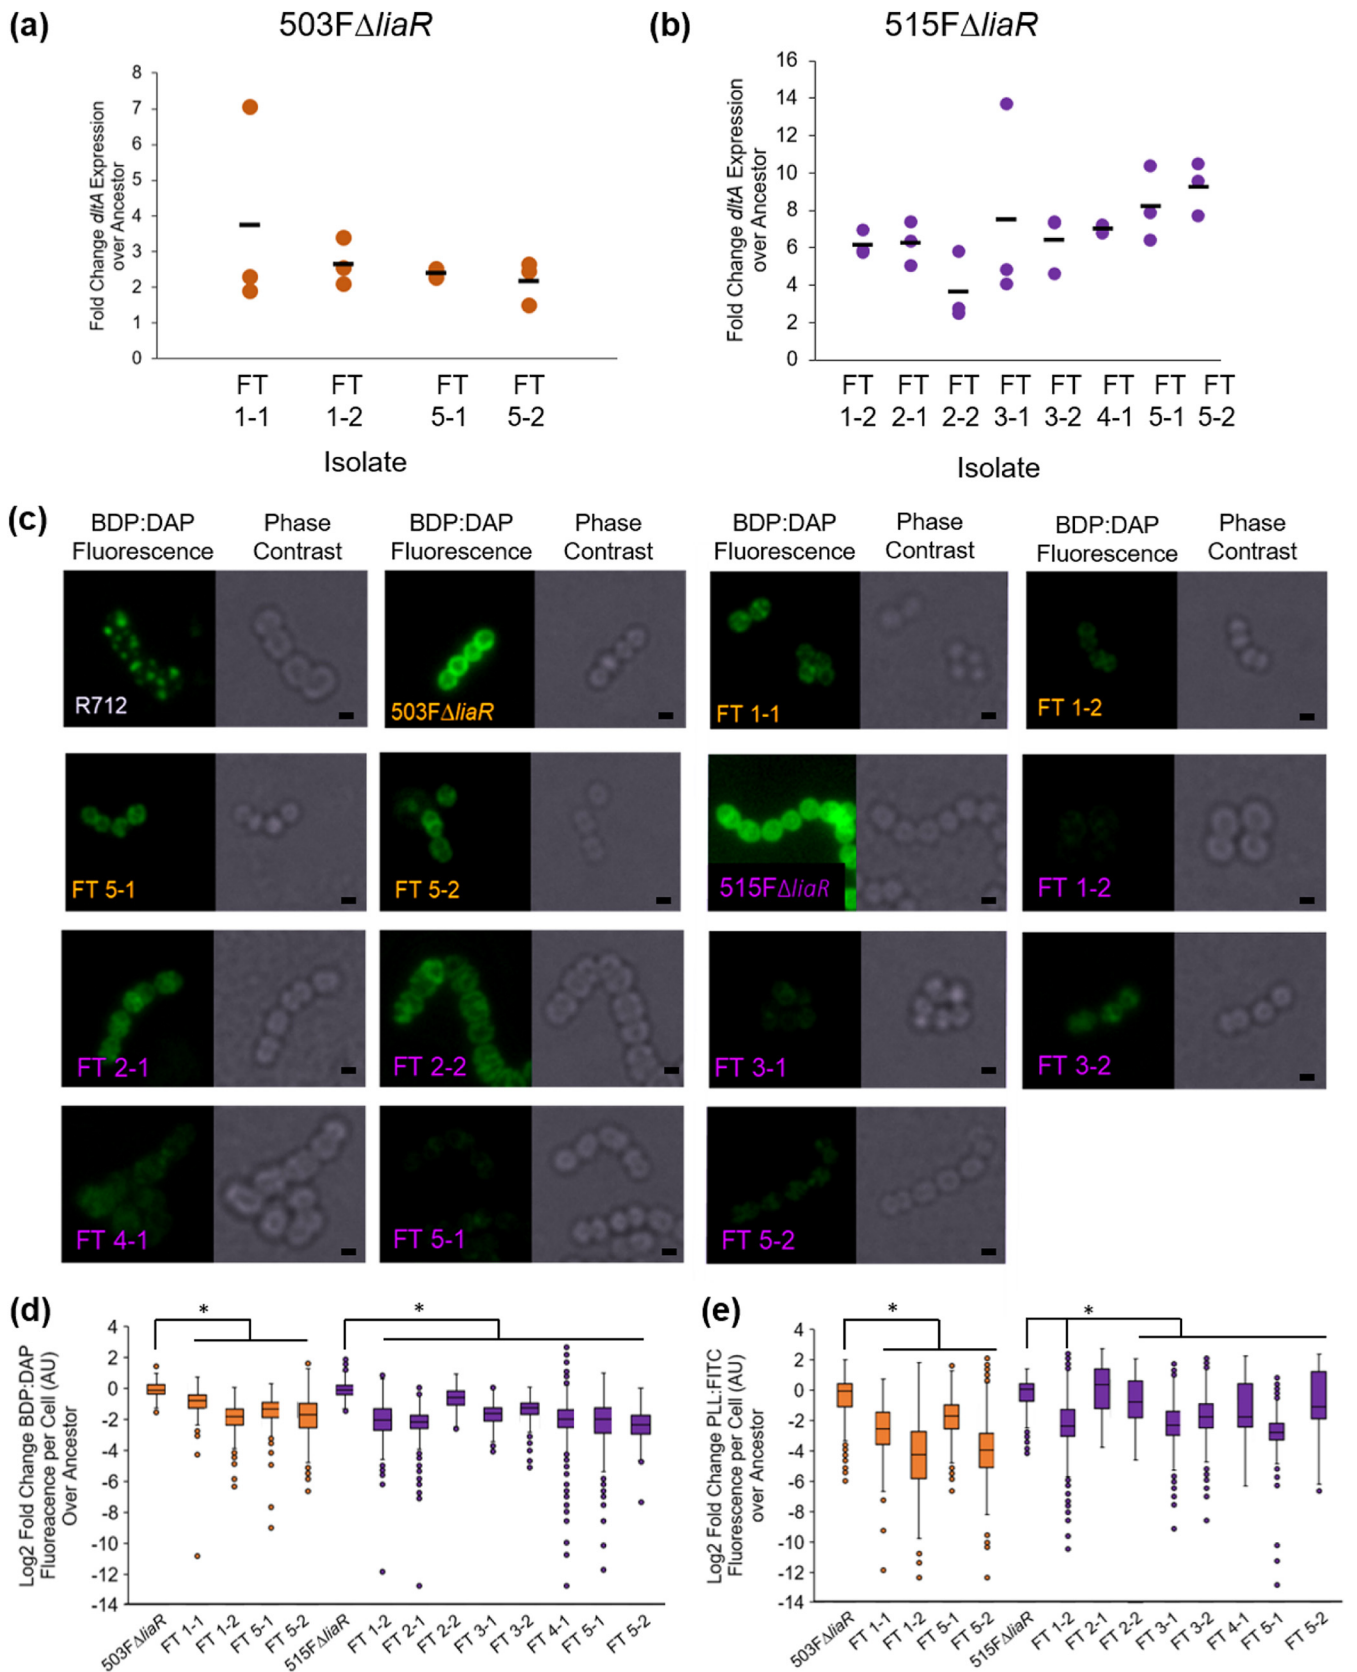 (a)
503FΔliaR
Fold Change dltA Expression
over Ancestor
8
7
6
5
4
3
2
1
0
FT FT FT FT
1-1 1-2 5-1 5-2
Isolate
(b)
515FΔliaR
Fold Change dltA Expression
over Ancestor
16
14
12
10
8
6
4
2
0
FT FT FT FT FT FT FT FT
1-2 2-1 2-2 3-1 3-2 4-1 5-1 5-2
Isolate
(c)
BDP:DAP
Fluorescence
Phase
Contrast
BDP:DAP
Fluorescence
Phase
Contrast
BDP:DAP
Fluorescence
Phase
Contrast
BDP:DAP
Fluorescence
Phase
Contrast
R712
503FΔliaR
FT 1-1
FT 1-2
FT 5-1
FT 5-2
515FΔliaR
FT 1-2
FT 2-1
FT 2-2
FT 3-1
FT 3-2
FT 4-1
FT 5-1
FT 5-2
(d)
Log2 Fold Change BDP:DAP
Fluoreacence per Cell (AU)
Over Ancestor
4
2
0
-2
-4
-6
-8
-10
-12
-14
*
*
503FΔliaR
FT 1-1
FT 1-2
FT 5-1
FT 5-2
515FΔliaR
FT 1-2
FT 2-1
FT 2-2
FT 3-1
FT 3-2
FT 4-1
FT 5-1
FT 5-2
(e)
Log2 Fold Change PLL:FITC
Fluorescence per Cell (AU)
over Ancestor
4
2
0
-2
-4
-6
-8
-10
-12
-14
*
*
503FΔliaR
FT 1-1
FT 1-2
FT 5-1
FT 5-2
515FΔliaR
FT 1-2
FT 2-1
FT 2-2
FT 3-1
FT 3-2
FT 4-1
FT 5-1
FT 5-2